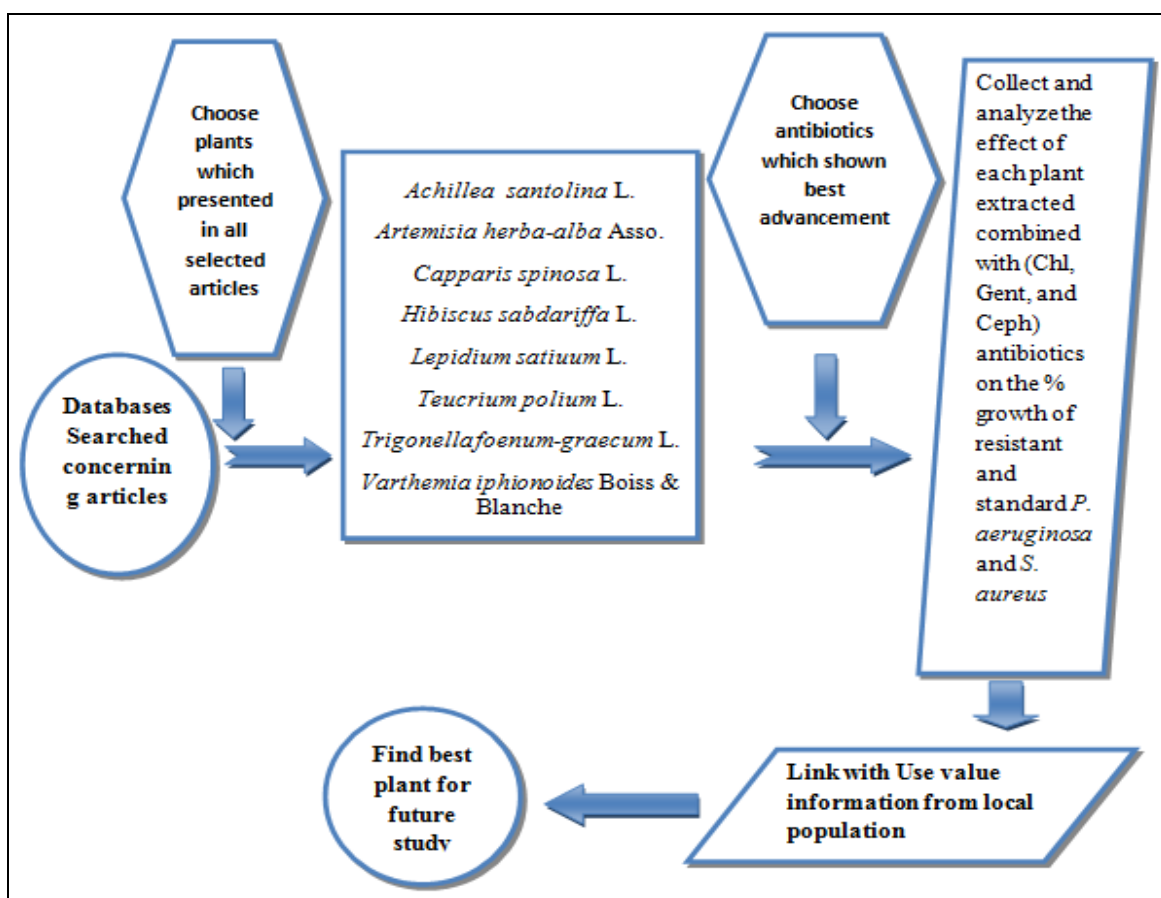 Databases
Searched
concernin
g articles
Choose
plants
which
presented
in all
selected
articles
Achillea santolina L.
Artemisia herba-alba Asso.
Capparis spinosa L.
Hibiscus sabdariffa L.
Lepidium satiuum L.
Teucrium polium L.
Trigonellafoenum-graecum L.
Varthemia iphionoides Boiss &
Blanche
Choose
antibiotics
which shown
best
advancement
Collect and
analyze the
effect of
each plant
extracted
combined
with (Chl,
Gent, and
Ceph)
antibiotics
on the %
growth of
resistant
and
standard P.
aeruginosa
and S.
aureus
Link with Use value
information from local
population
Find best
plant for
future
study